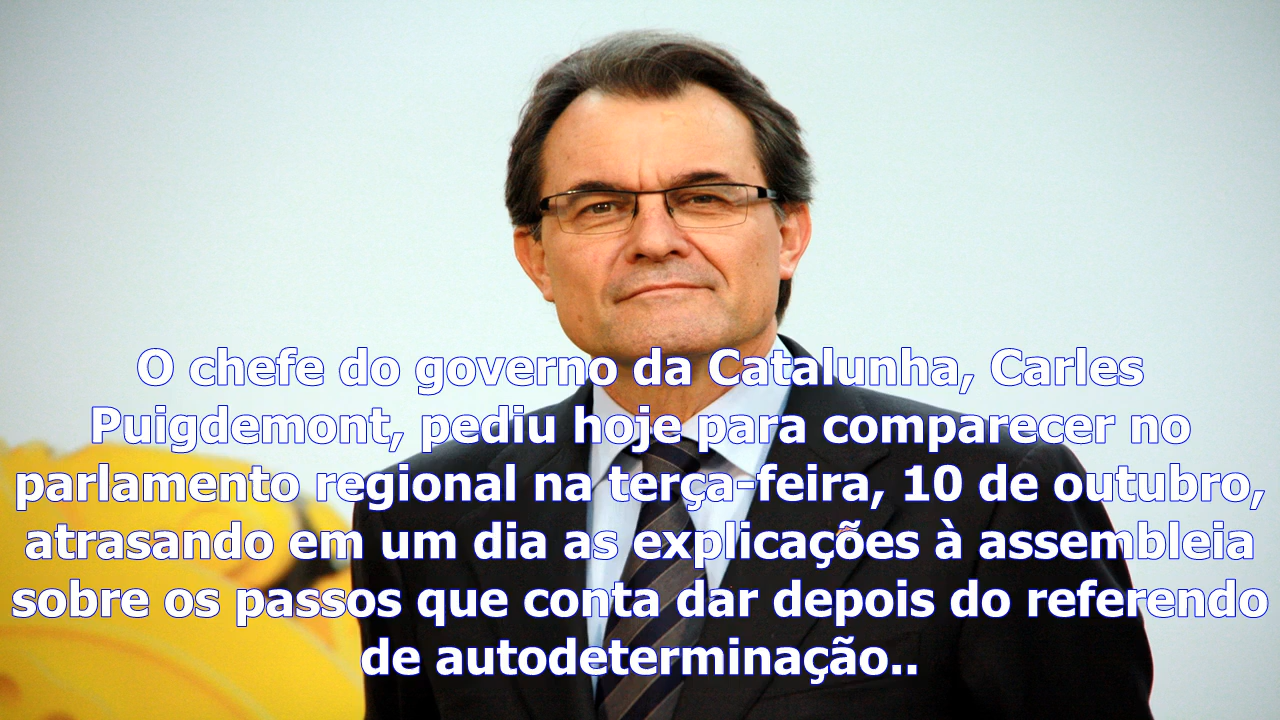 O chefe do governo da Catalunha, Carles
Puigdemont, pediu hoje para comparecer no
parlamento regional na terça-feira, 10 de outubro,
atrasando em um dia as explicações à assembleia
sobre os passos que conta dar depois do referendo
de autodeterminação..